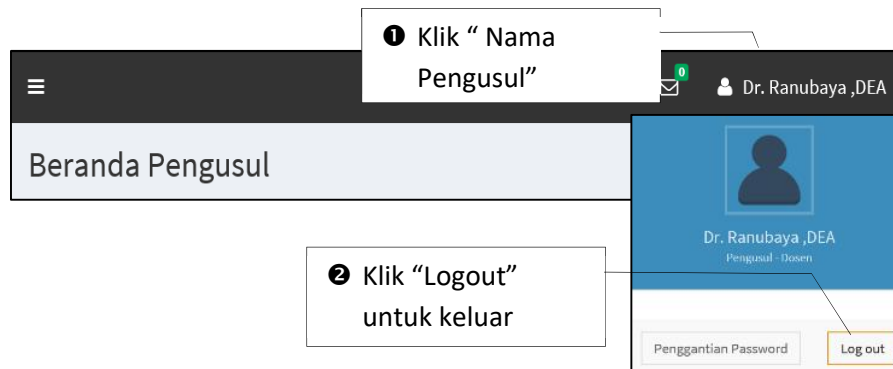 ❶ Klik “ Nama
Pengusul”
0
Dr. Ranubaya ,DEA
Beranda Pengusul
Dr. Ranubaya ,DEA
Pengusul - Dosen
❷ Klik “Logout”
untuk keluar
Penggantian Password
Log out